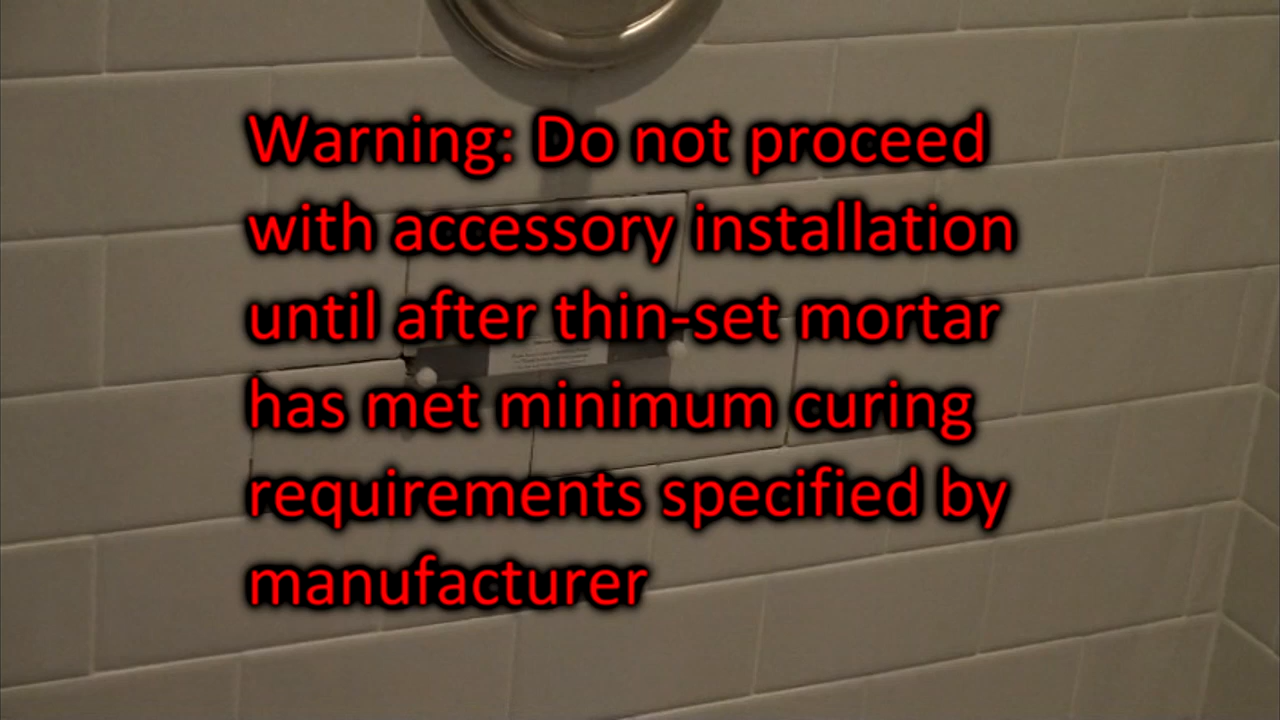 Warning: Do not proceed
with accessory installation
until after thin-set mortar
has met minimum curing
requirements specified by
manufacturer